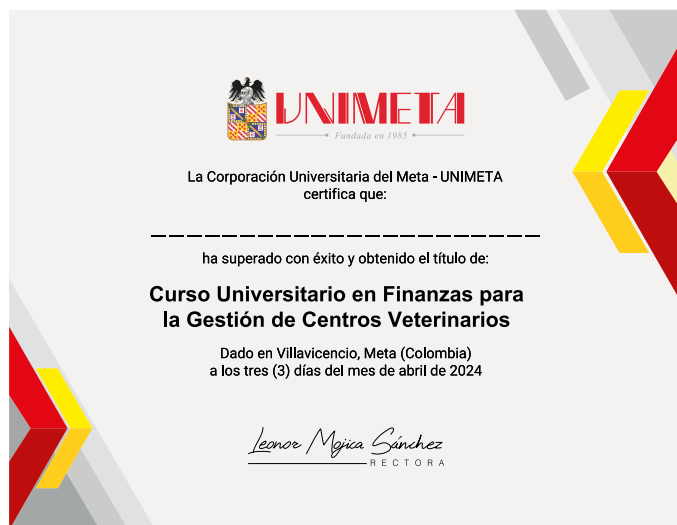 UNIMETA
Fundada en 1985
La Corporación Universitaria del Meta - UNIMETA
certifica que:
ha superado con éxito y obtenido el título de:
Curso Universitario en Finanzas para
la Gestión de Centros Veterinarios
Dado en Villavicencio, Meta (Colombia)
a los tres (3) días del mes de abril de 2024
Leonor Mojica Sánchez
RECTORA